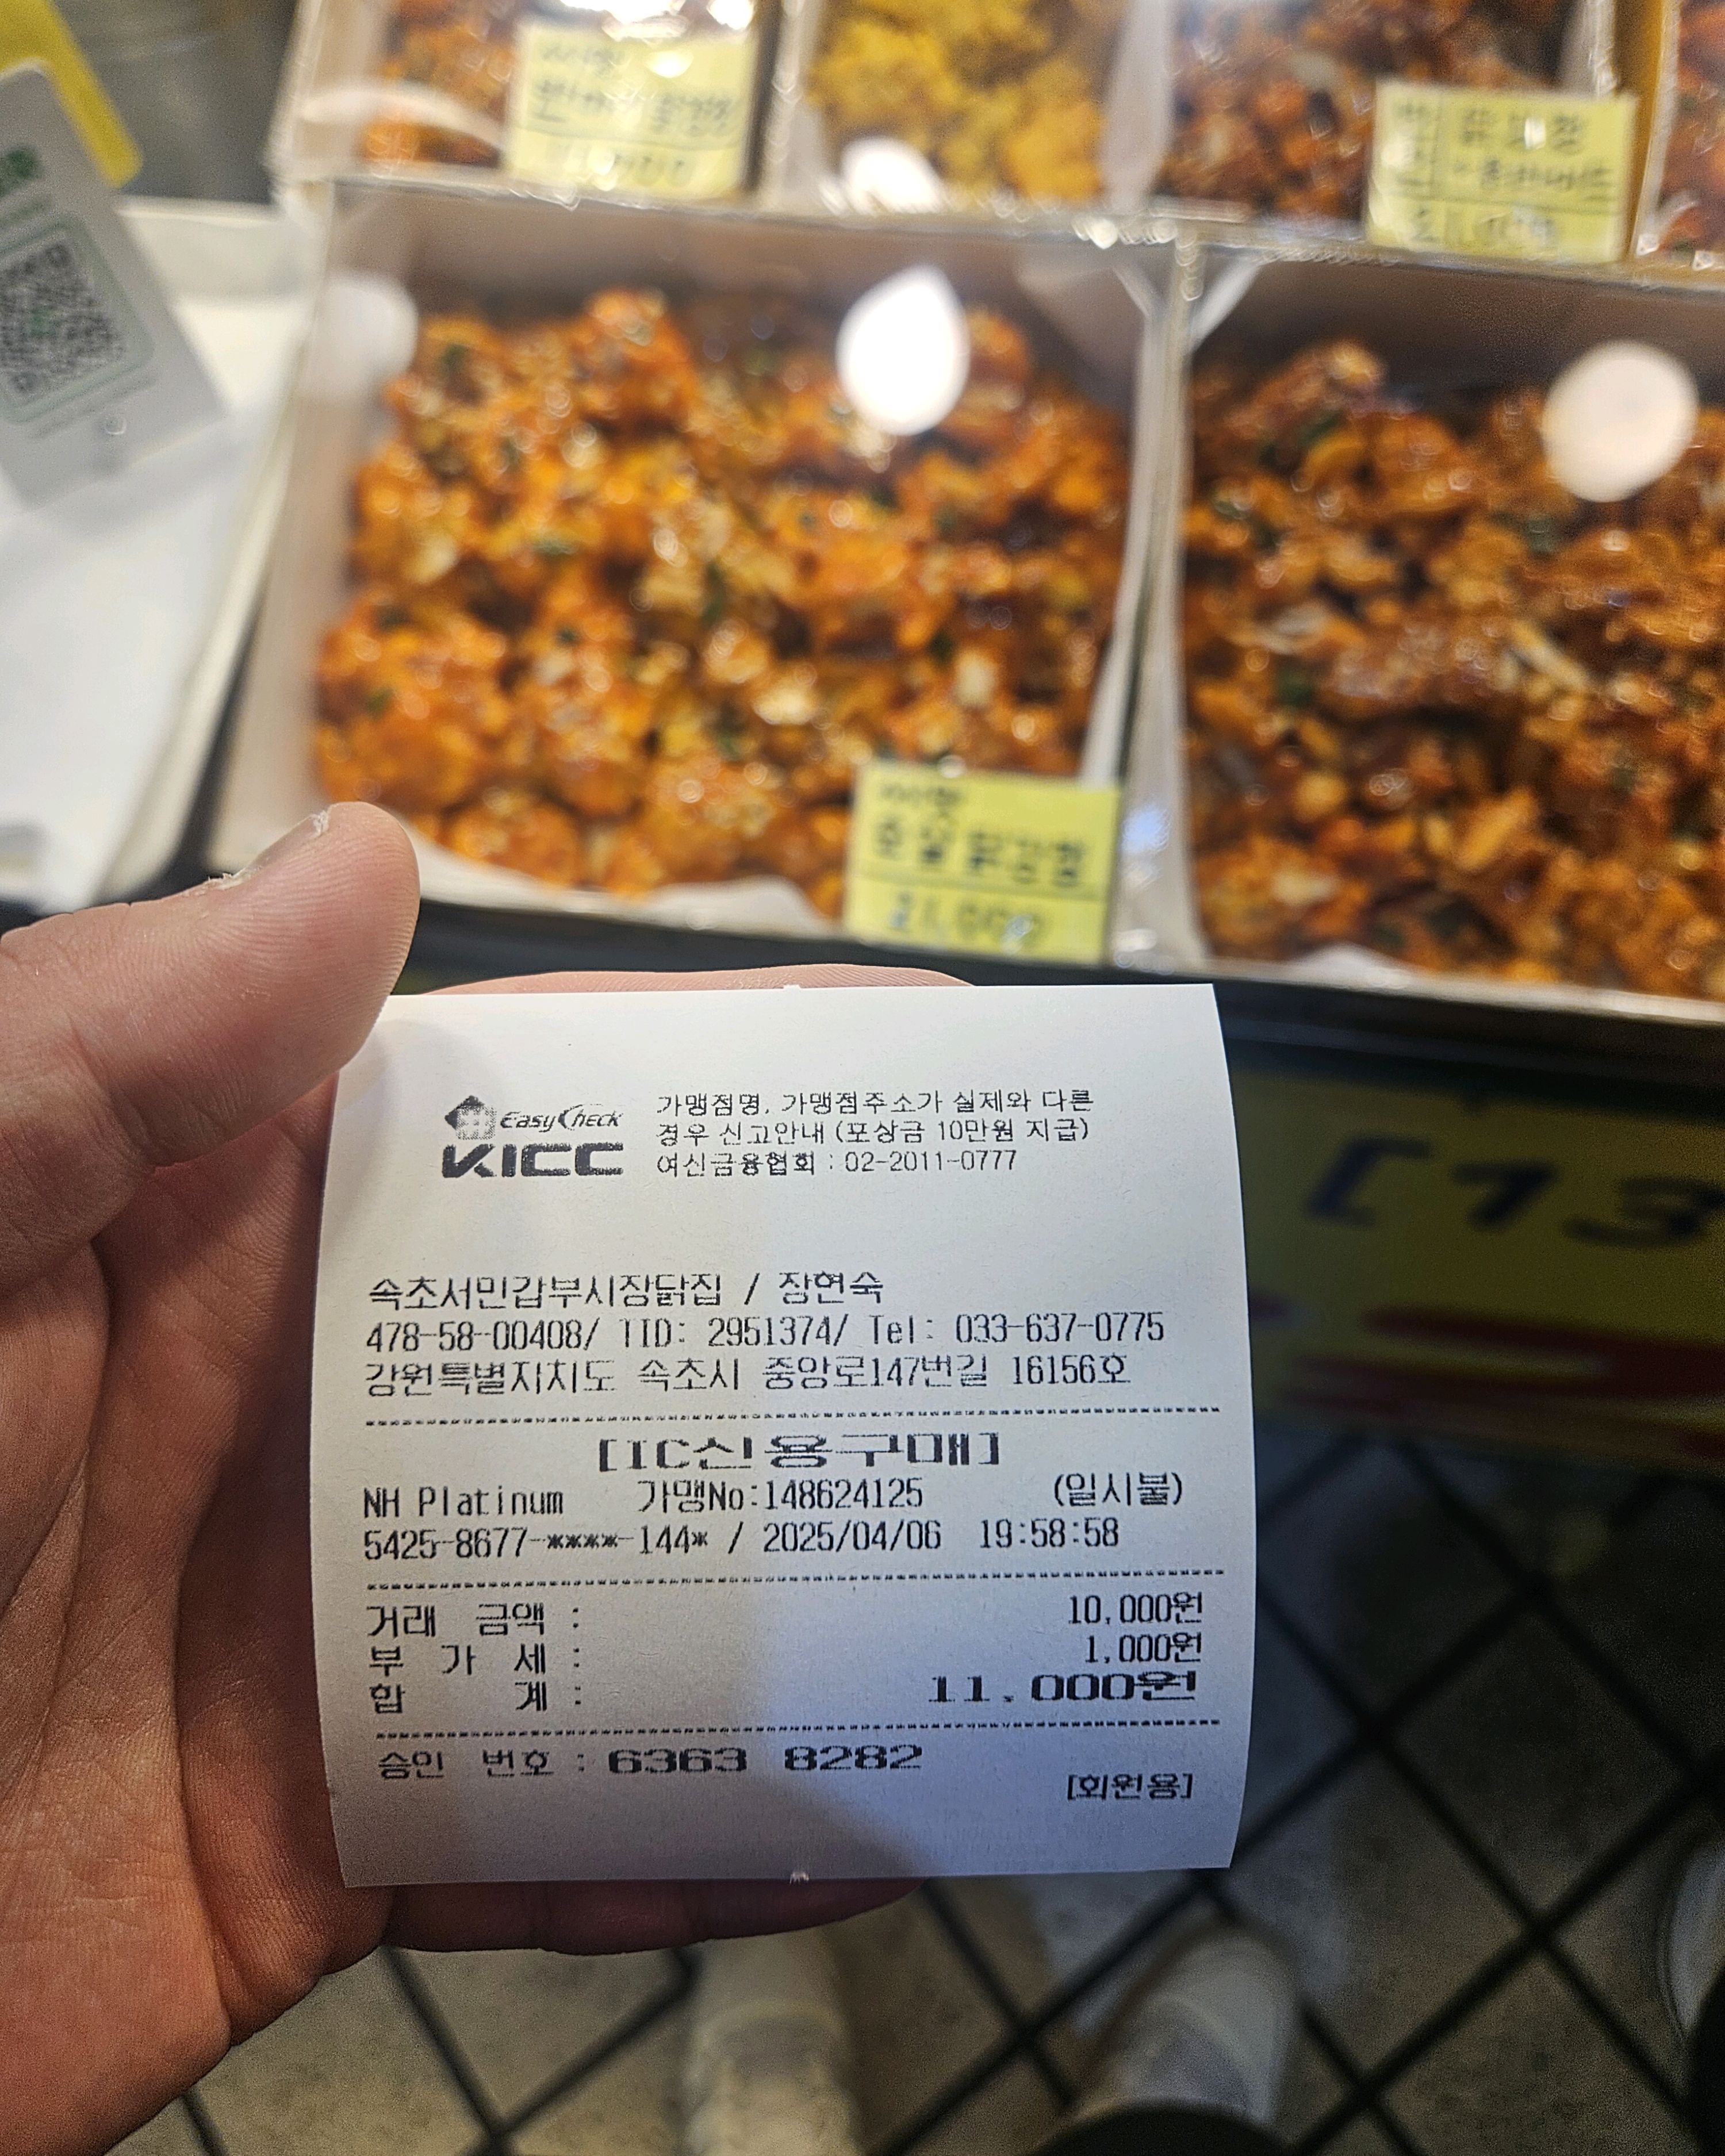 순살 닭강정
21,000
[13
EasyCheck
KICC
가맹점명, 가맹점주소가 실제와 다른
경우 신고안내 (포상금 10만원 지급)
여신금융협회 : 02-2011-0777
속초서민갑부시장닭집 / 장현숙
478-58-00408/ TID: 2951374/ Tel: 033-637-0775
강원특별자치도 속초시 중앙로147번길 16156호
[IC신용구매]
NH Platinum 가맹No:148624125 (일시불)
5425-8677-****-144* / 2025/04/06 19:58:58
거래 금액 : 10,000원
부 가 세 : 1,000원
합 계 : 11,000원
승인 번호 : 6363 8282
[회원용]